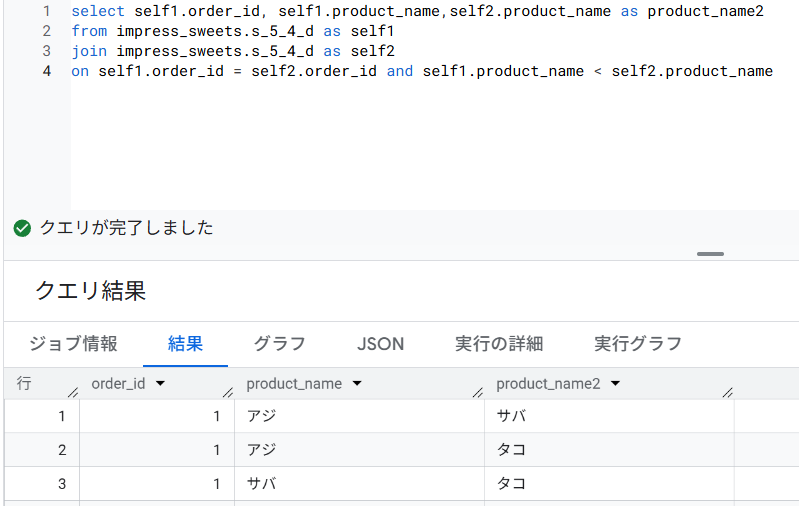 1 select self1.order_id, self1.product_name,self2.product_name as product_name2
2 from impress_sweets.s_5_4_d as self1
3 join impress_sweets.s_5_4_d as self2
4 on self1.order_id = self2.order_id and self1.product_name < self2.product_name
クエリが完了しました
クエリ結果
ジョブ情報 結果 グラフ JSON 実行の詳細 実行グラフ
行 order_id product_name product_name2
1 1 アジ サバ
2 1 アジ タコ
3 1 サバ タコ